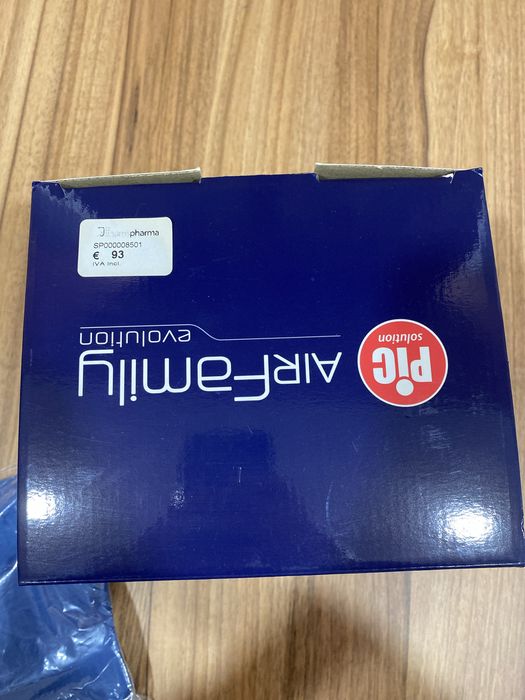 pharma
SP000008501
€ 93
IVA Incl.
PiC
solution
AIRFamily
evolution